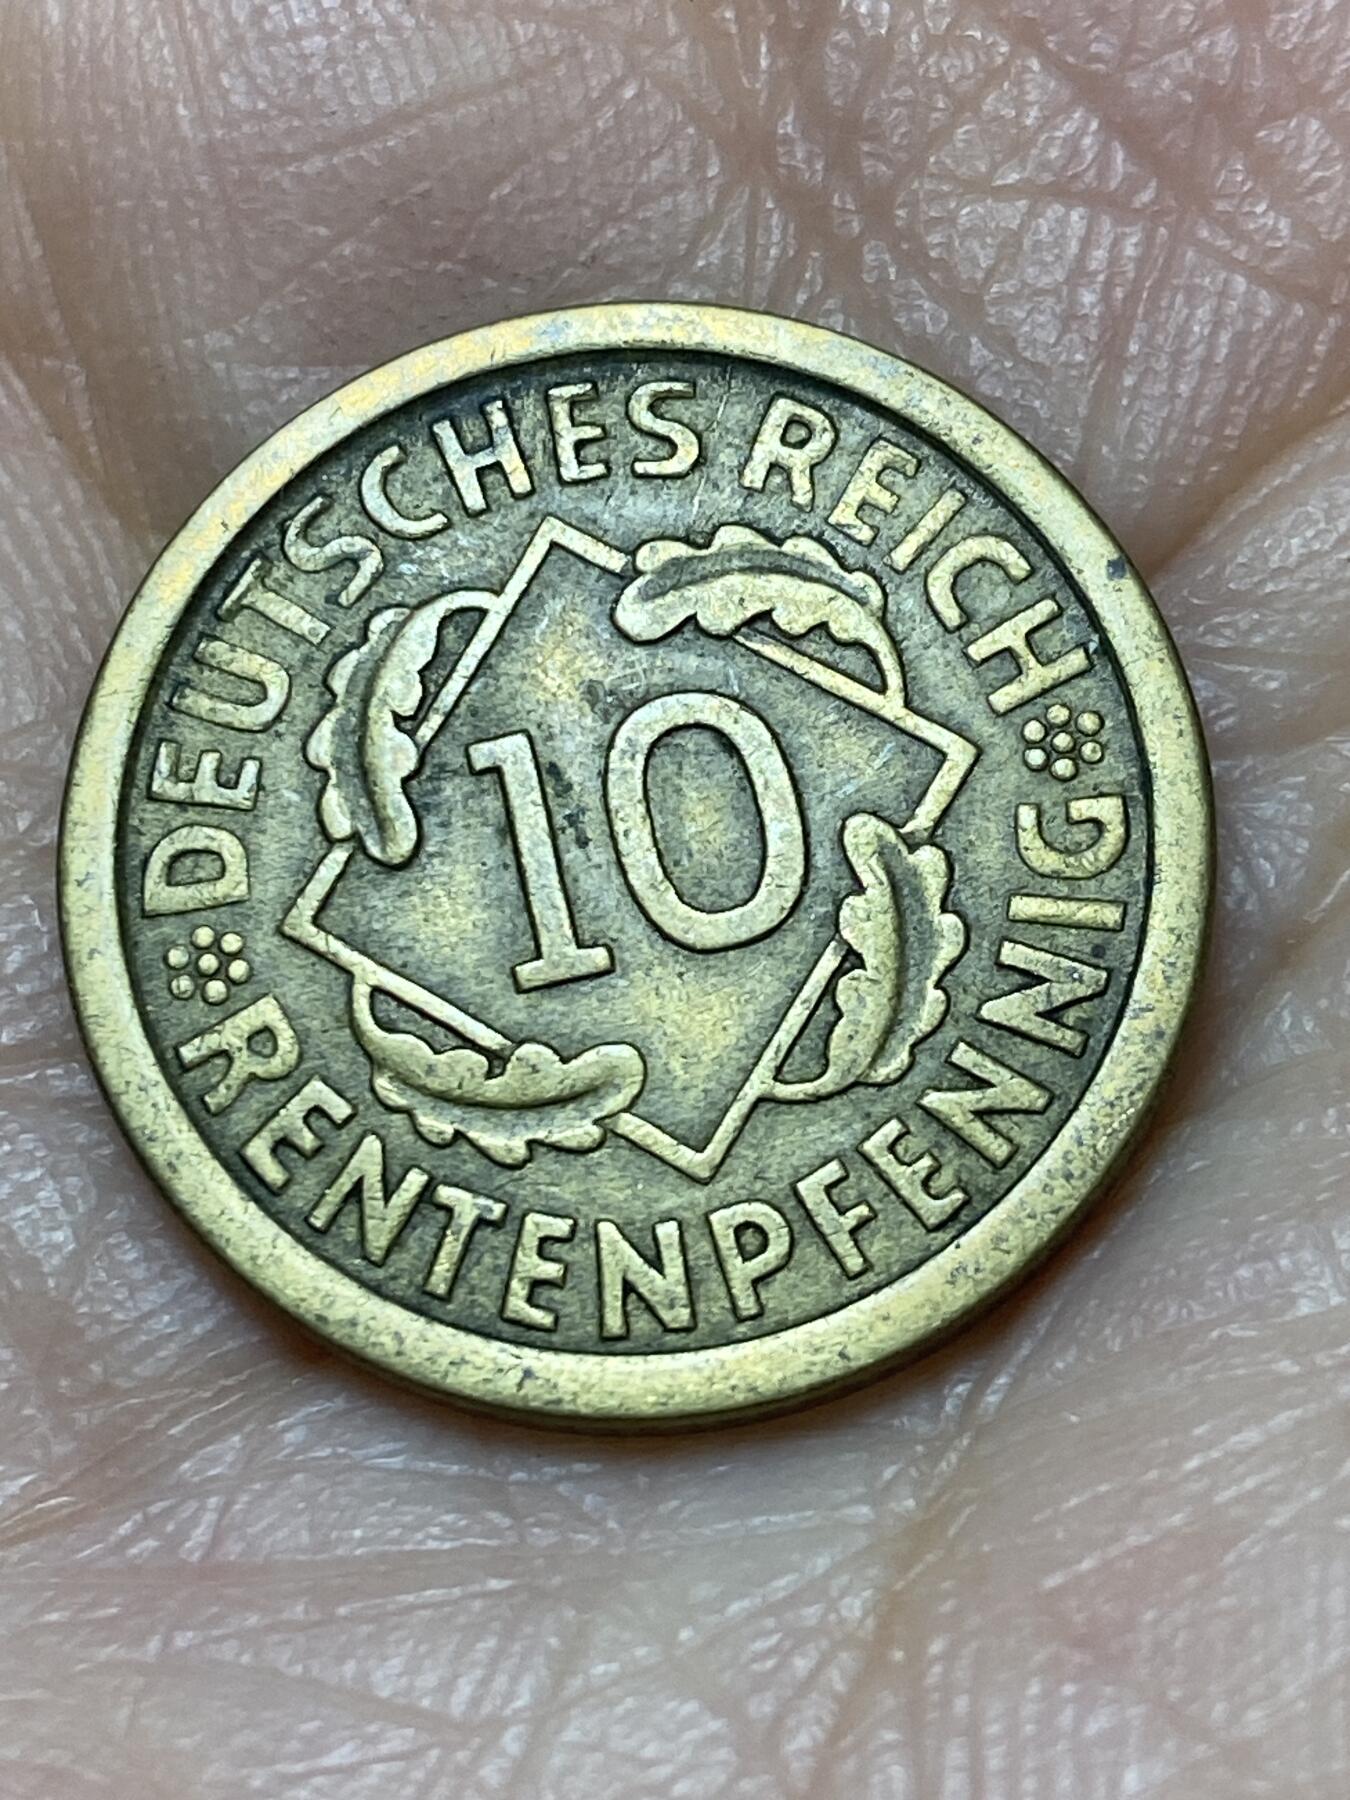 DEUTSCHES REICH
10
RENTENPFENNIG